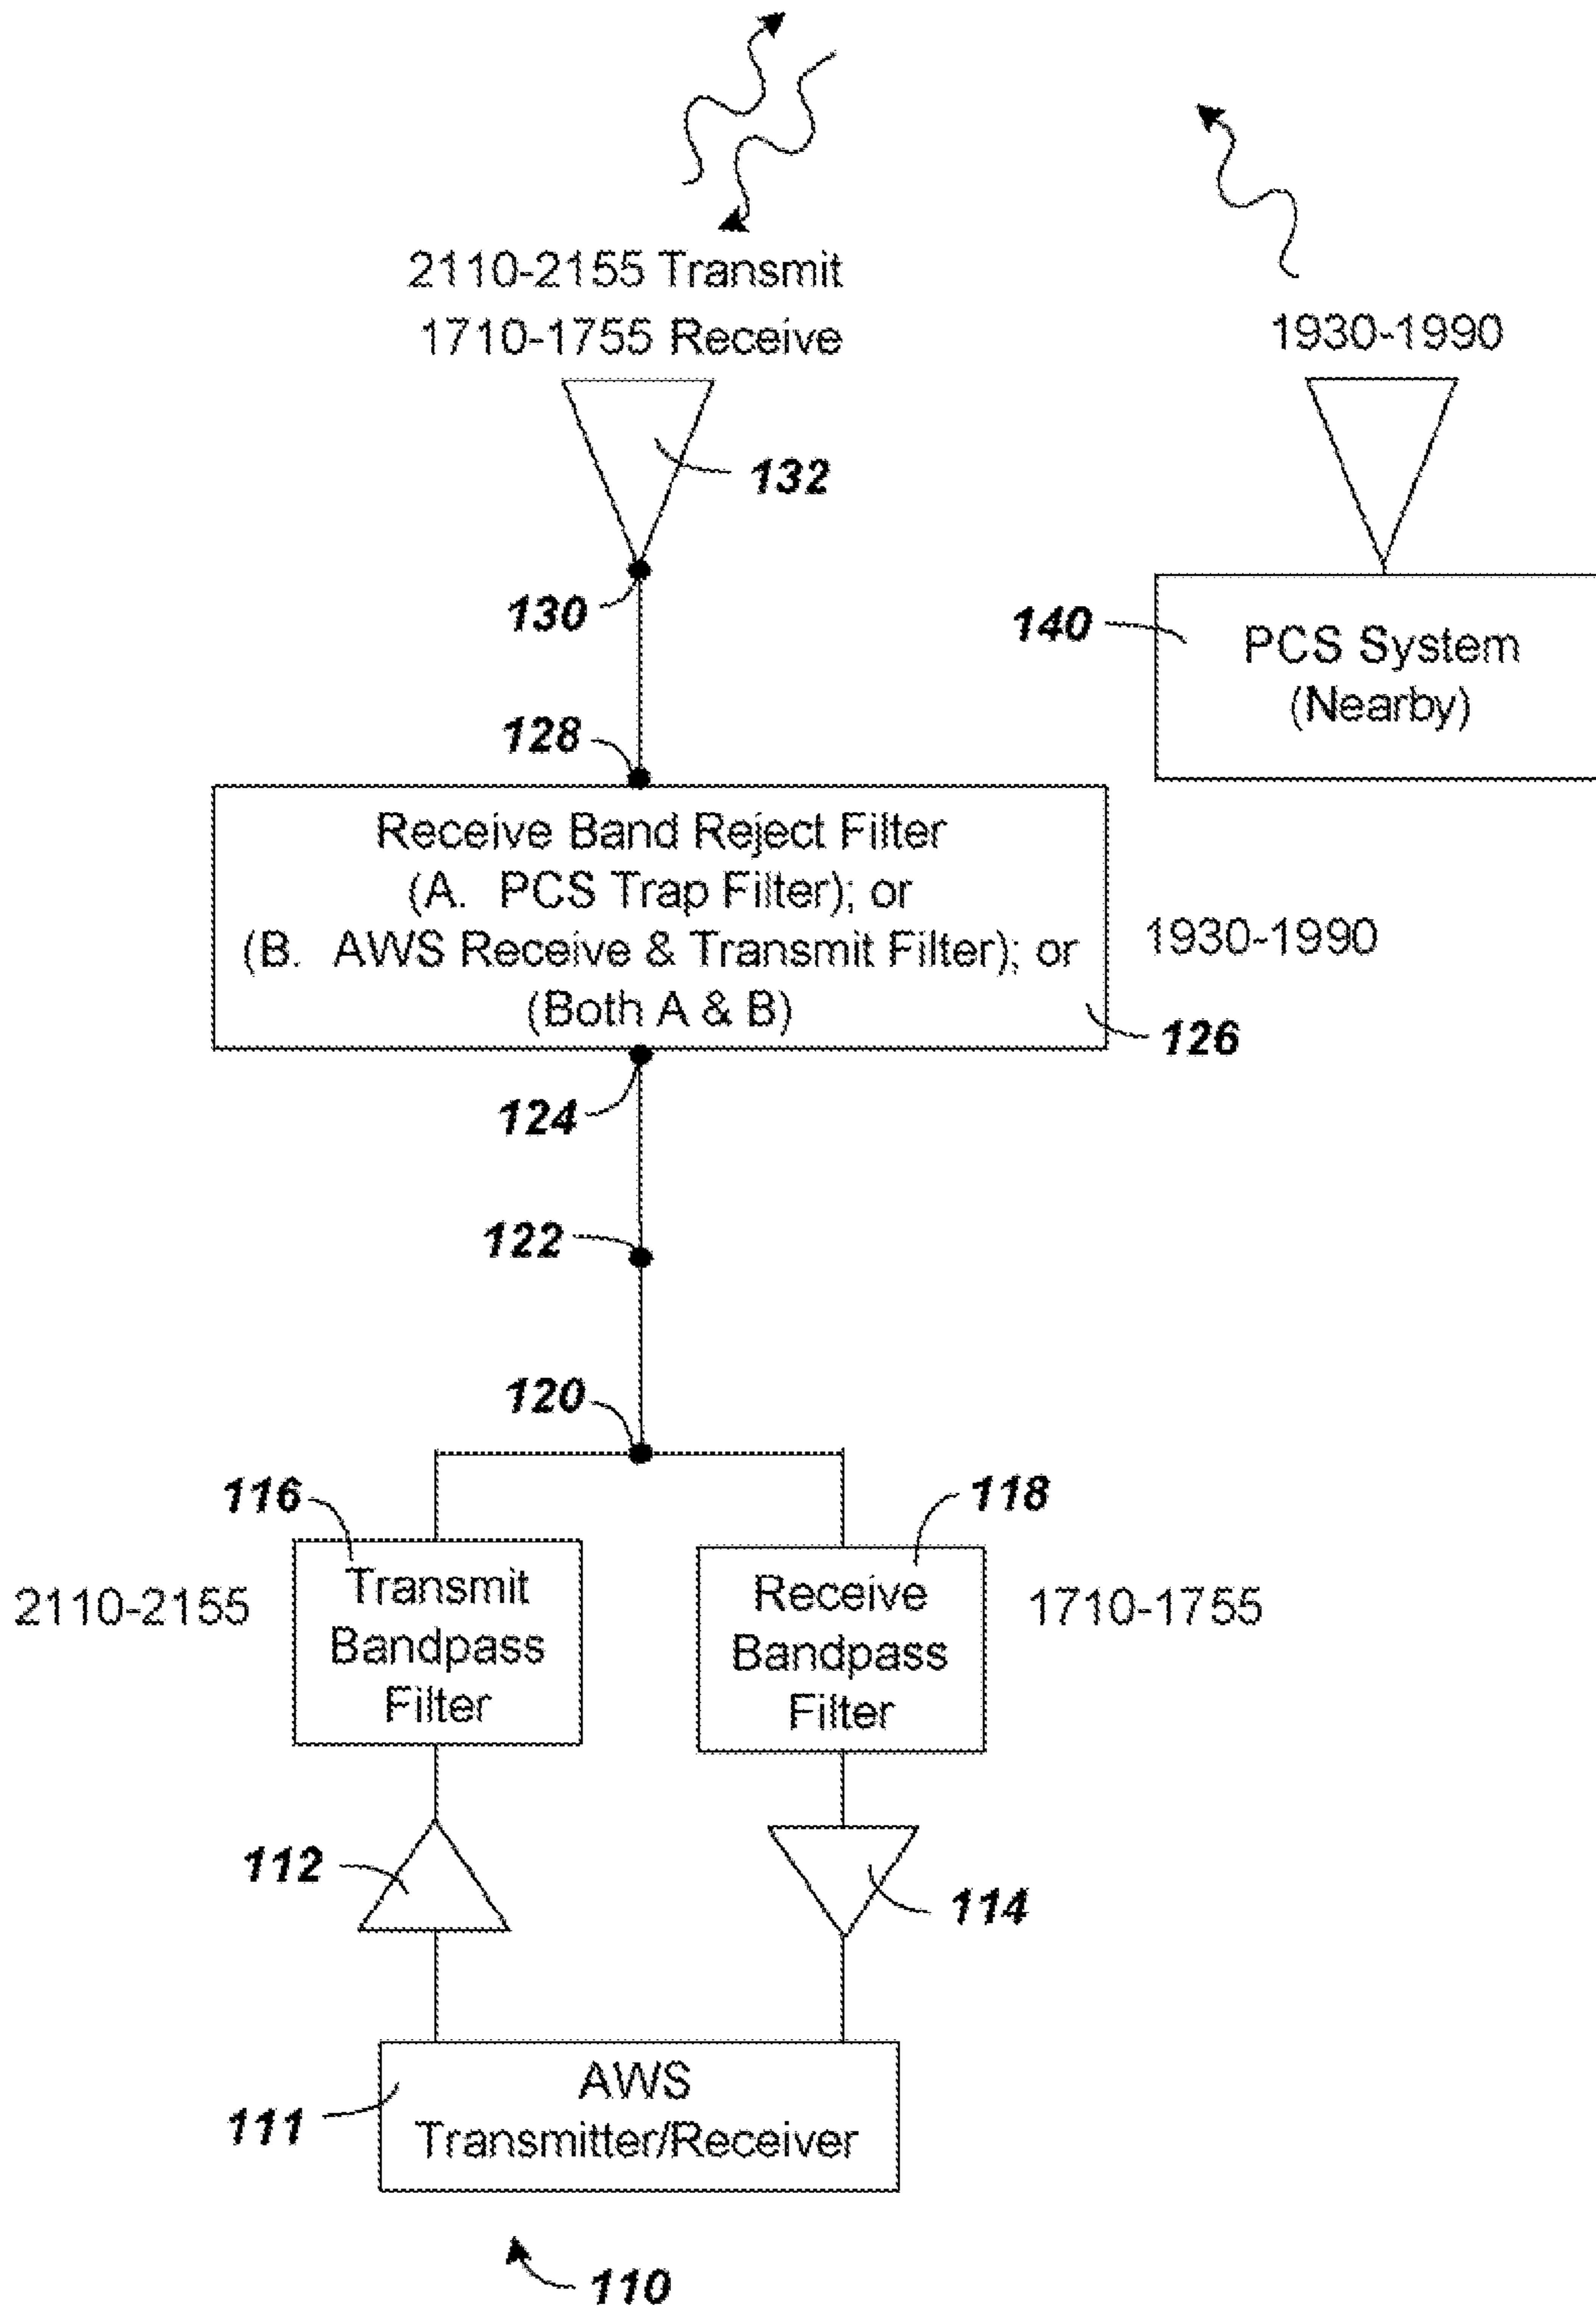 2110-2155 Transmit
1710-1755 Receive
1930-1990
132
130
140
PCS System
(Nearby)
128
Receive Band Reject Filter
(A. PCS Trap Filter); or
(B. AWS Receive & Transmit Filter); or
(Both A & B)
1930-1990
126
124
122
120
116
118
2110-2155
Transmit
Bandpass
Filter
Receive
Bandpass
Filter
1710-1755
112
114
AWS
Transmitter/Receiver
111
110